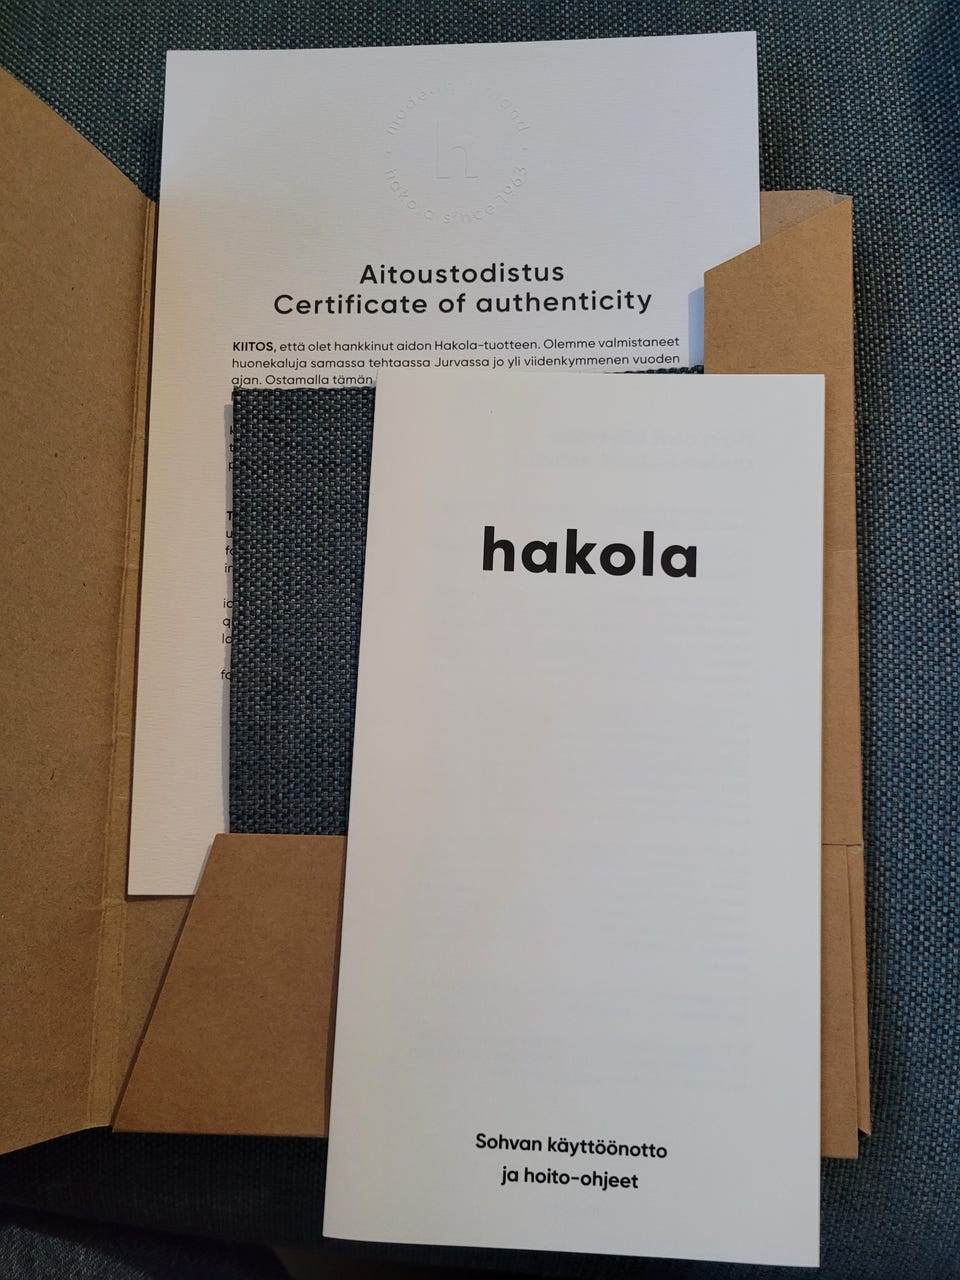 made in finland
h
hakola since 1963
Aitoustodistus
Certificate of authenticity
KIITOS, että olet hankkinut aidon Hakola-tuotteen. Olemme valmistaneet
huonekaluja samassa tehtaassa Jurvassa jo yli viidenkymmenen vuoden
ajan. Ostamalla tämän
hakola
Sohvan käyttöönotto
ja hoito-ohjeet